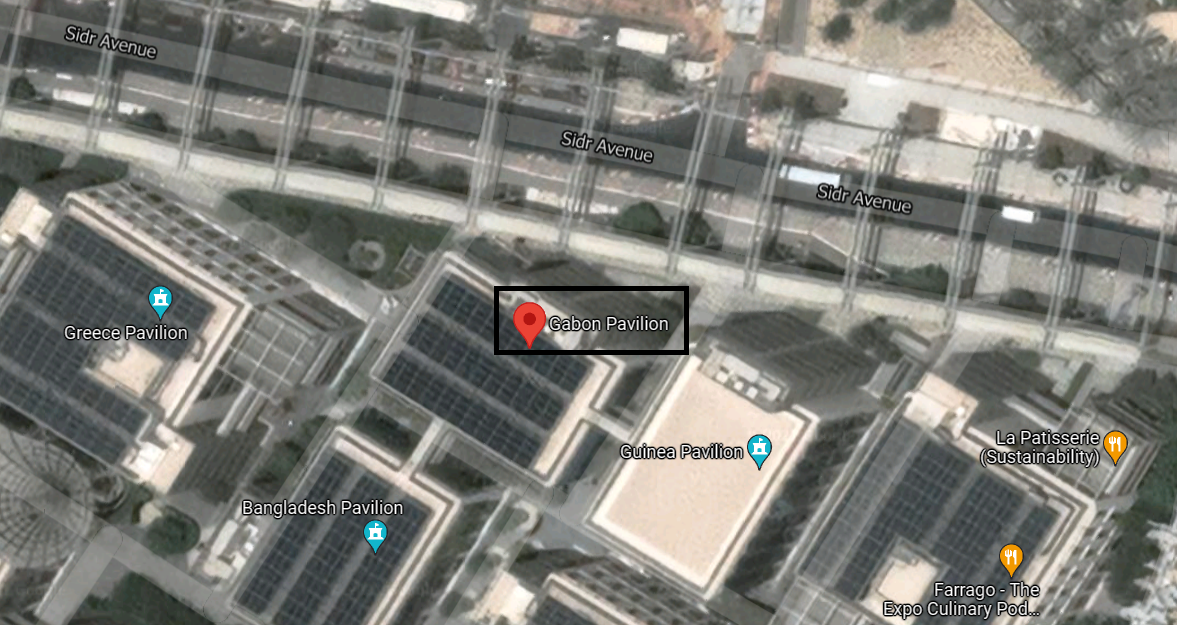 Sidr Avenue
Sidr Avenue
Sidr Avenue
Greece Pavilion
Gabon Pavilion
Guinea Pavilion
La Patisserie
(Sustainability)
Bangladesh Pavilion
Farrago - The
Expo Culinary Pod...